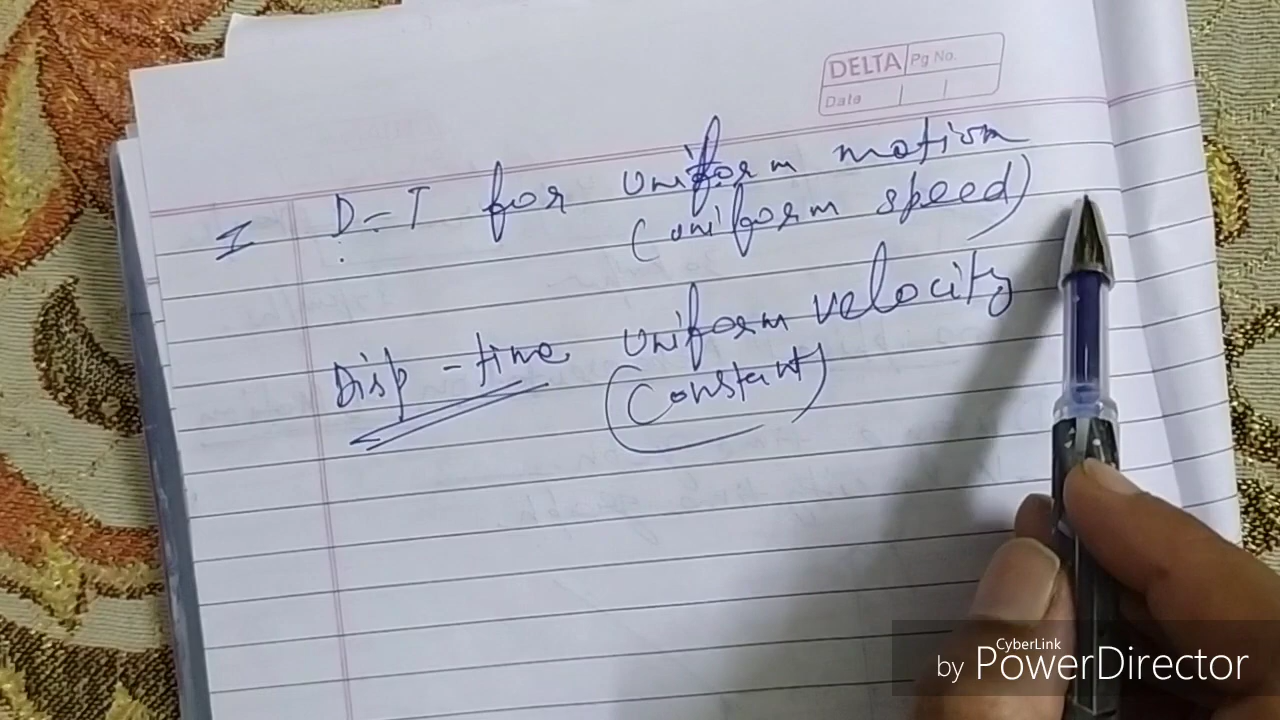 DELTA Pg No.
Date
I D-T for uniform motion
(uniform speed)
Disp - time uniform velocity
(Constant)
CyberLink
by PowerDirector